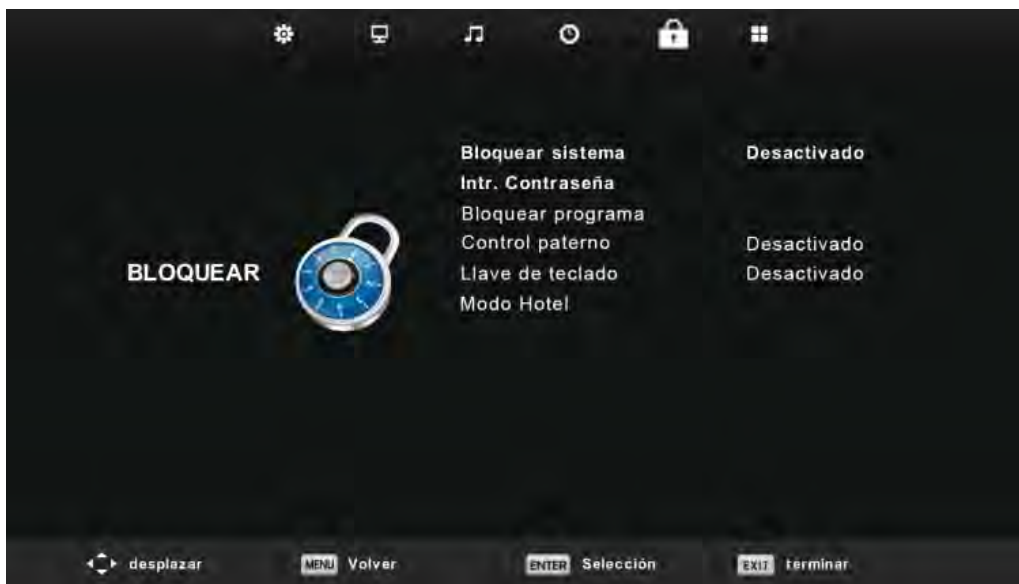 Bloquear sistema Desactivado
Intr. Contraseña
Bloquear programa
Control paterno Desactivado
BLOQUEAR
Llave de teclado Desactivado
Modo Hotel
desplazar MENU Volver ENTER Selección EXIT terminar